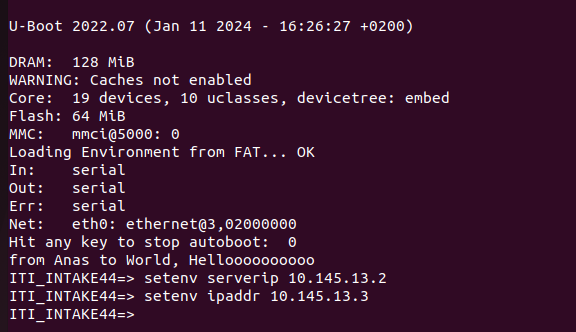 U-Boot 2022.07 (Jan 11 2024 - 16:26:27 +0200)
DRAM:  128 MiB
WARNING: Caches not enabled
Core:  19 devices, 10 uclasses, devicetree: embed
Flash: 64 MiB
MMC:   mmci@5000: 0
Loading Environment from FAT... OK
In:    serial
Out:   serial
Err:   serial
Net:   eth0: ethernet@3,02000000
Hit any key to stop autoboot:  0
from Anas to World, Helloooooooooo
ITI_INTAKE44=> setenv serverip 10.145.13.2
ITI_INTAKE44=> setenv ipaddr 10.145.13.3
ITI_INTAKE44=>